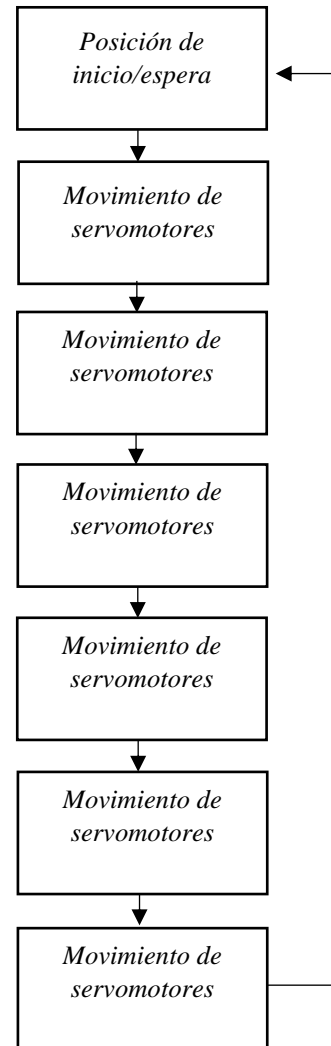 Posición de
inicio/espera
Movimiento de
servomotores
Movimiento de
servomotores
Movimiento de
servomotores
Movimiento de
servomotores
Movimiento de
servomotores
Movimiento de
servomotores